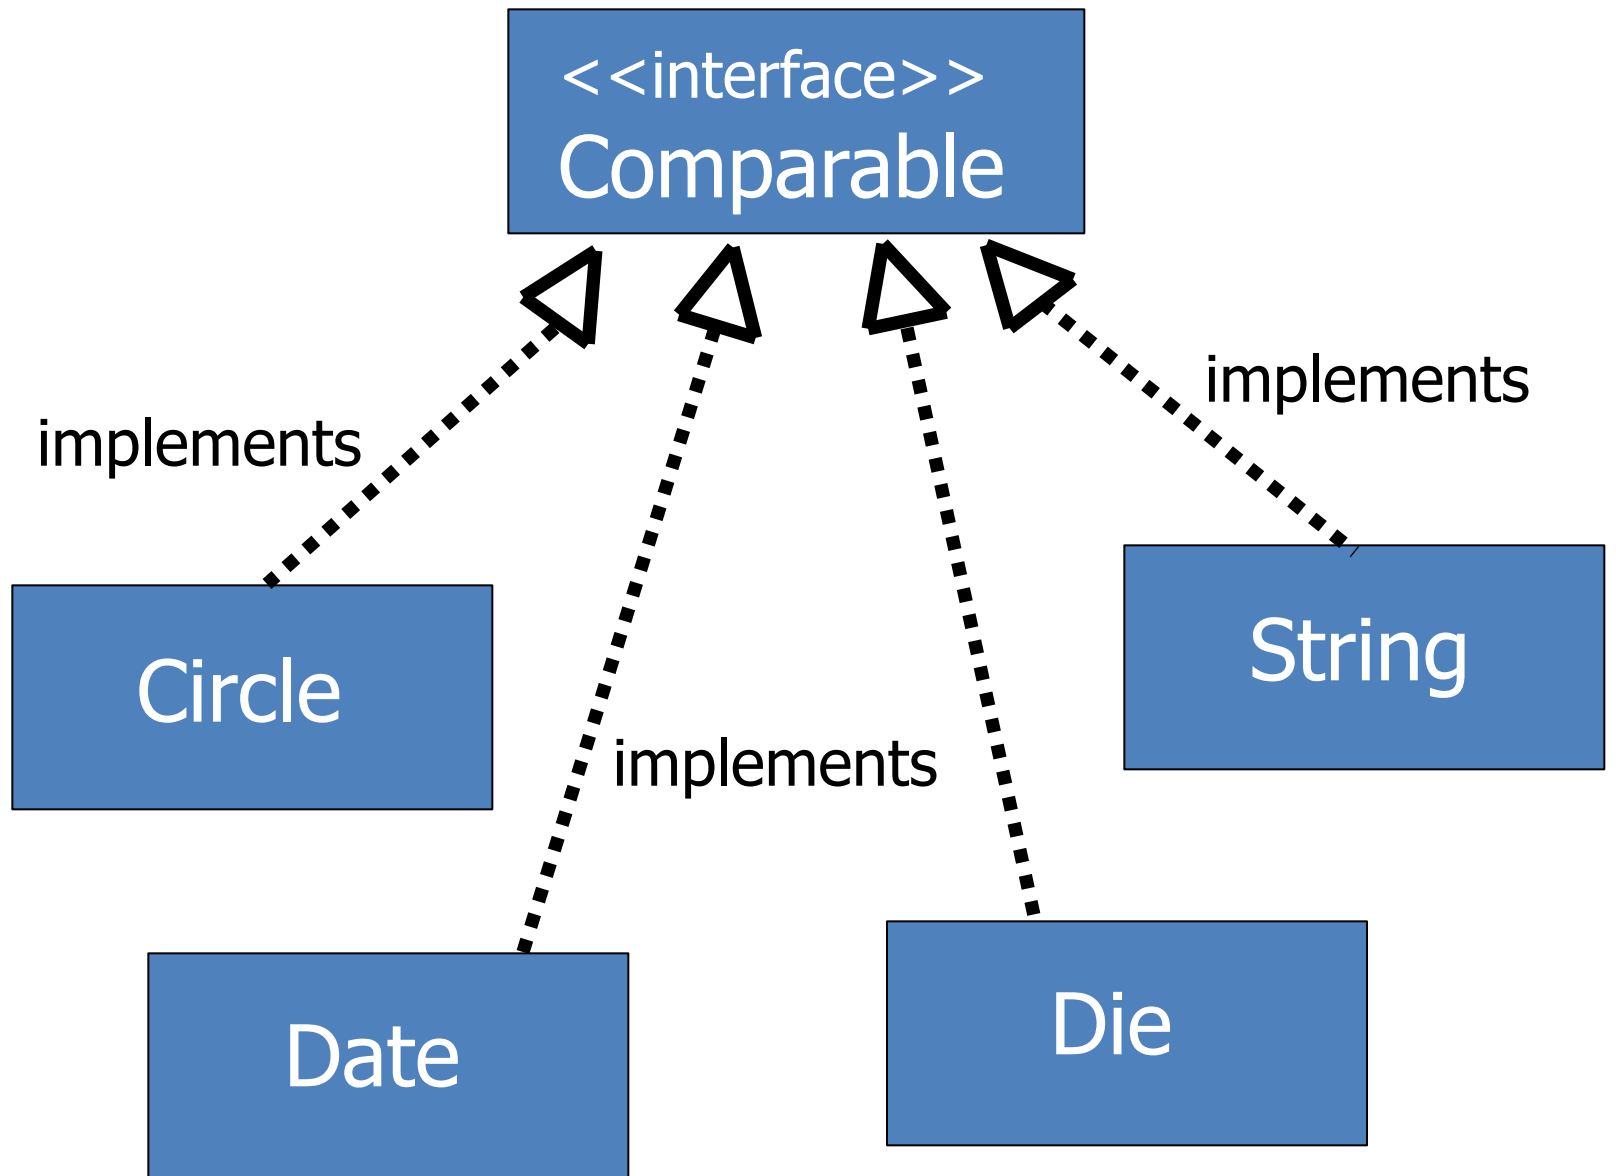 <<interface>>
Comparable
implements
implements
Circle
String
implements
Date
Die